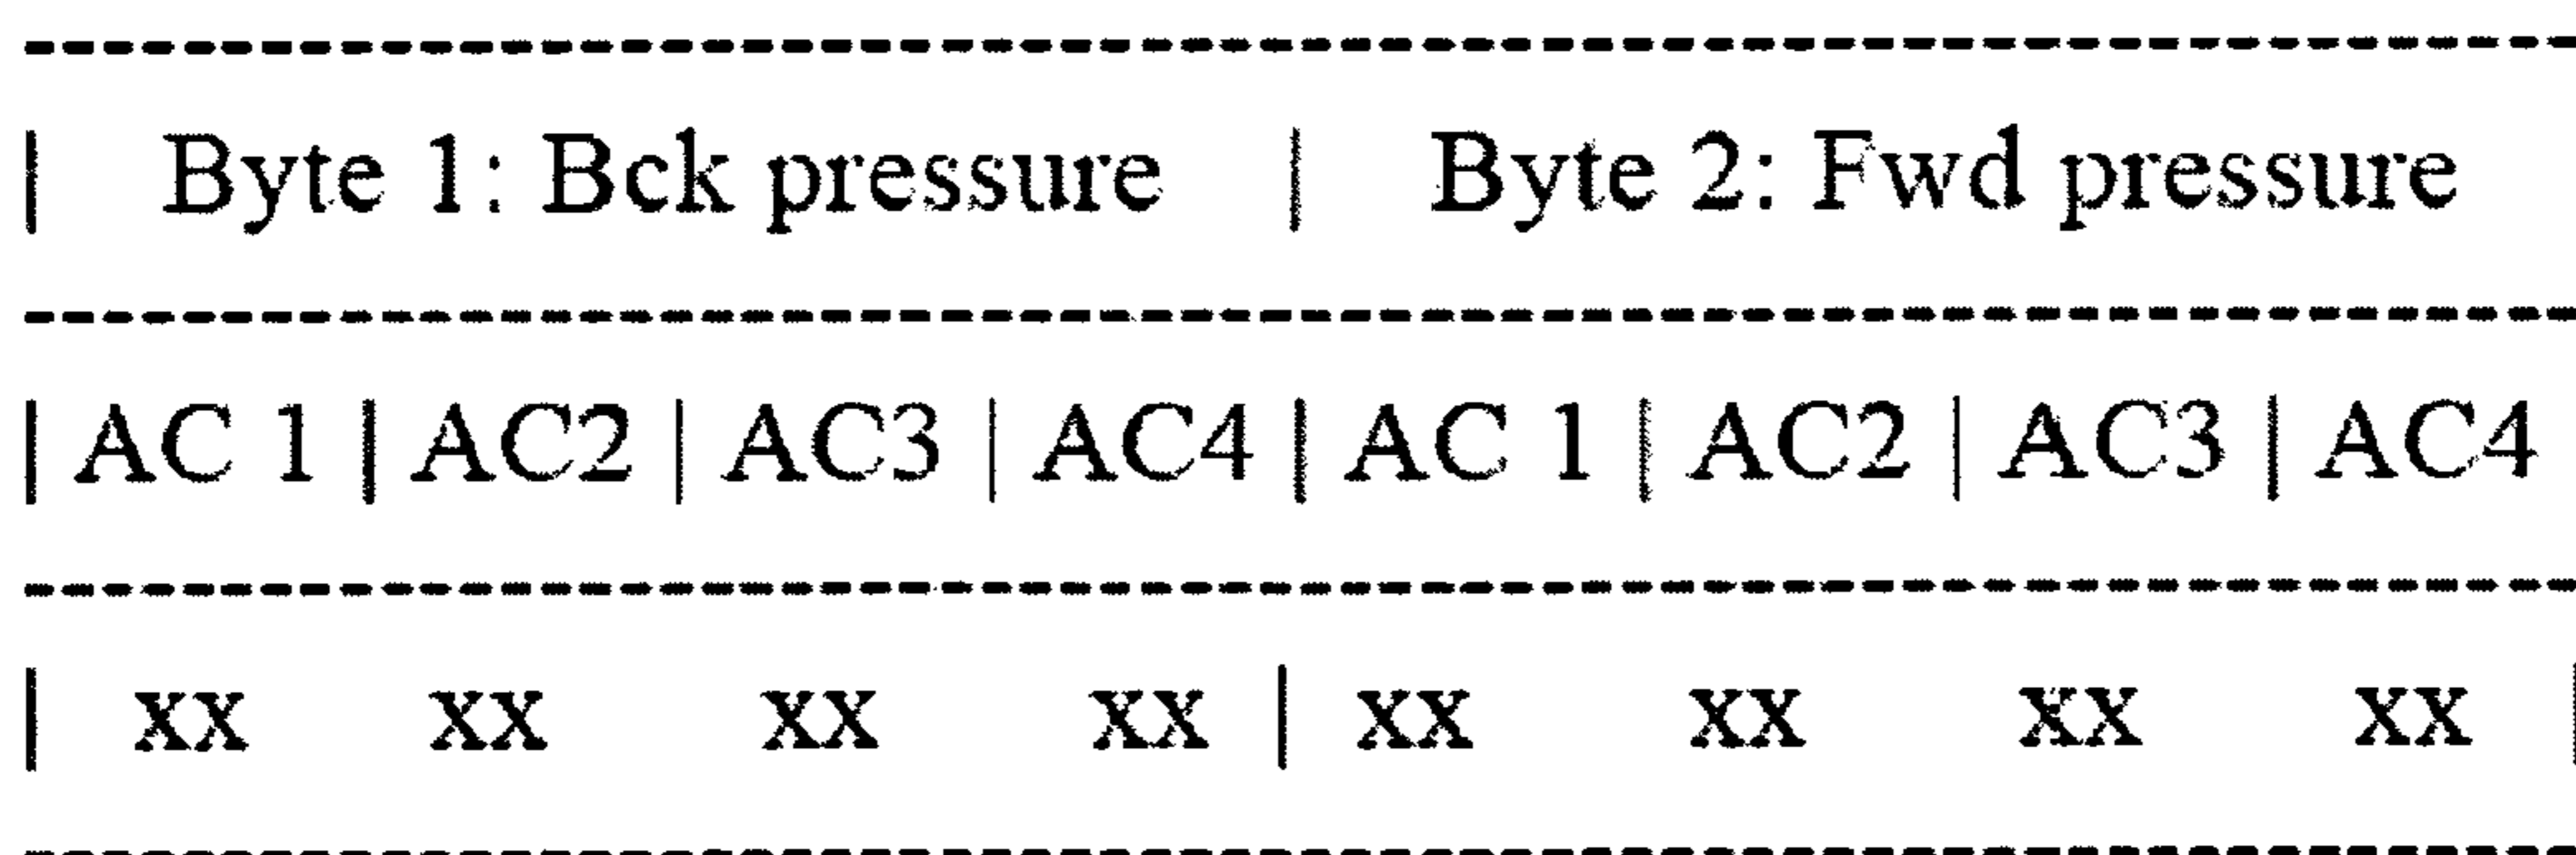 | Byte 1: Bck pressure | Byte 2: Fwd pressure
| AC 1 | AC2 | AC3 | AC4 | AC 1 | AC2 | AC3 | AC4
| xx xx xx xx | xx xx xx xx |